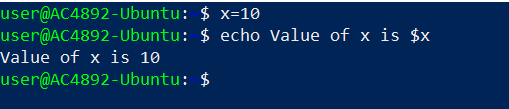 user@AC4892-Ubuntu: $ x=10
user@AC4892-Ubuntu: $ echo Value of x is $x
Value of x is 10
user@AC4892-Ubuntu: $